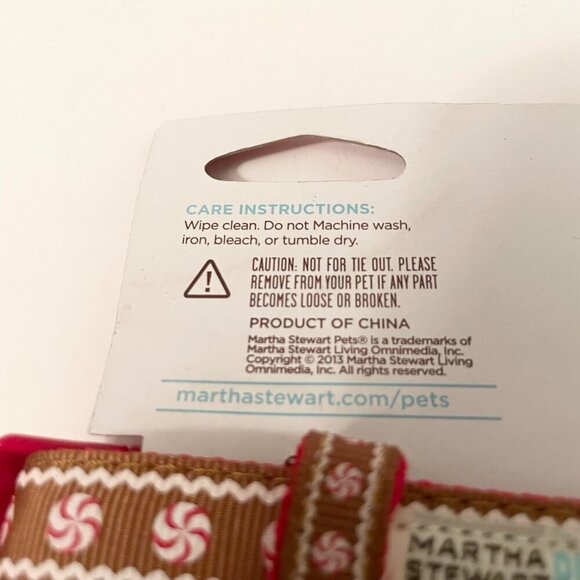 CARE INSTRUCTIONS:
Wipe clean. Do not Machine wash,
iron, bleach, or tumble dry.
CAUTION: NOT FOR TIE OUT. PLEASE
REMOVE FROM YOUR PET IF ANY PART
BECOMES LOOSE OR BROKEN.
PRODUCT OF CHINA
Martha Stewart Pets® is a trademarks of
Martha Stewart Living Omnimedia, Inc.
Copyright © 2013 Martha Stewart Living
Omnimedia, Inc. All rights reserved.
marthastewart.com/pets
MARTHA
STEWART